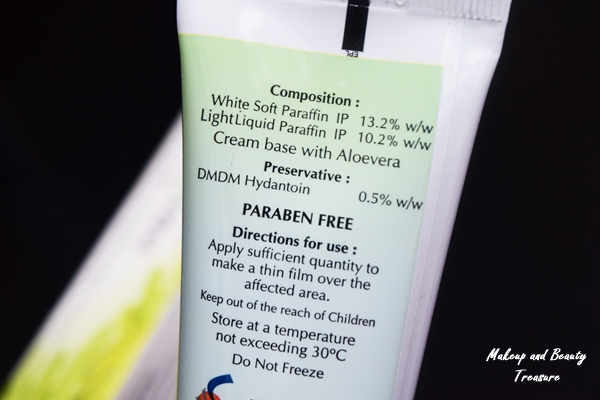 EPL
Composition :
White Soft Paraffin IP 13.2% w/w
LightLiquid Paraffin IP 10.2% w/w
Cream base with Aloevera
Preservative :
DMDM Hydantoin 0.5% w/w
PARABEN FREE
Directions for use :
Apply sufficient quantity to
make a thin film over the
affected area.
Keep out of the reach of Children
Store at a temperature
not exceeding 30ºC
Do Not Freeze
Makeup and Beauty
Treasure